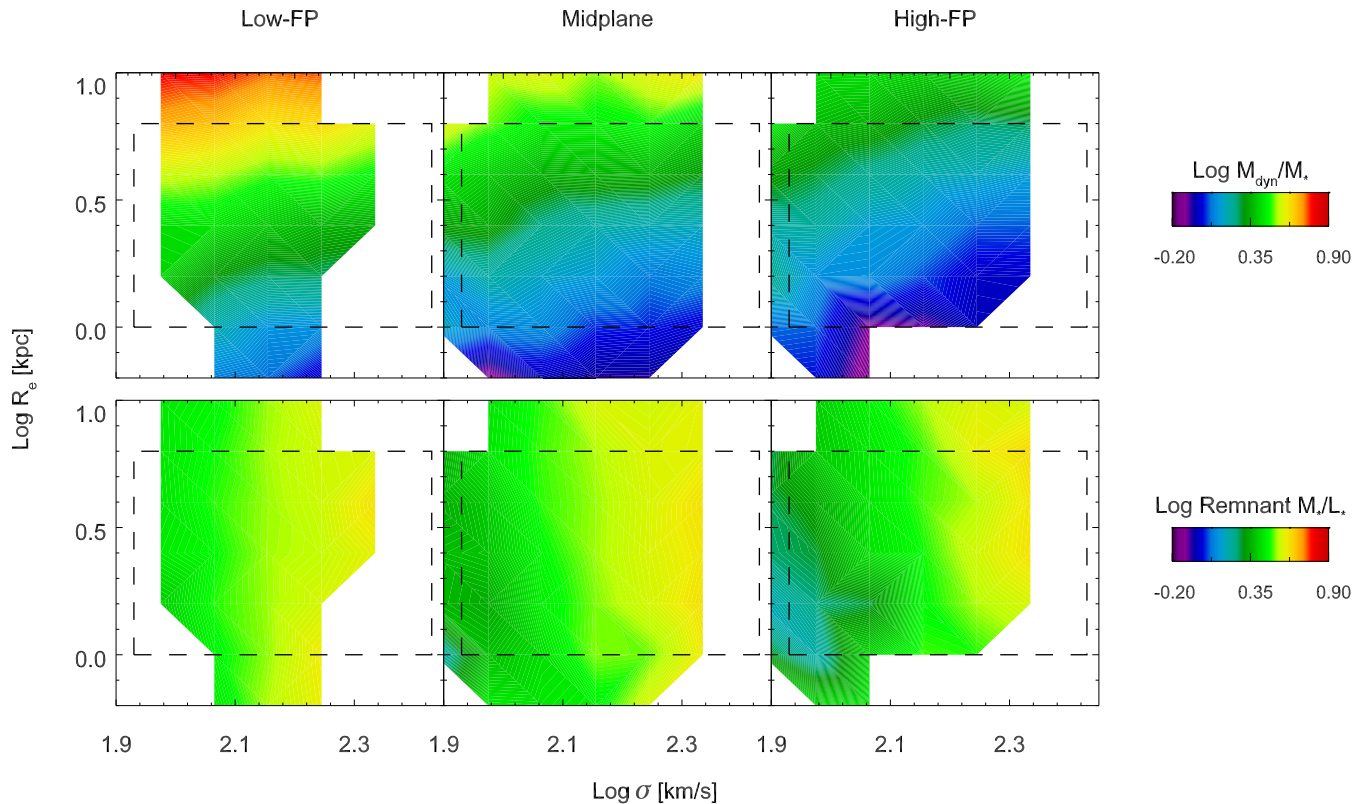 Low-FP Midplane High-FP
1.0
0.5
0.0
1.0
0.5
0.0
Log R_e [kpc]
1.9 2.1 2.3 1.9 2.1 2.3 1.9 2.1 2.3
Log σ [km/s]
Log M_dyn/M_*
-0.20 0.35 0.90
Log Remnant M_*/L_*
-0.20 0.35 0.90